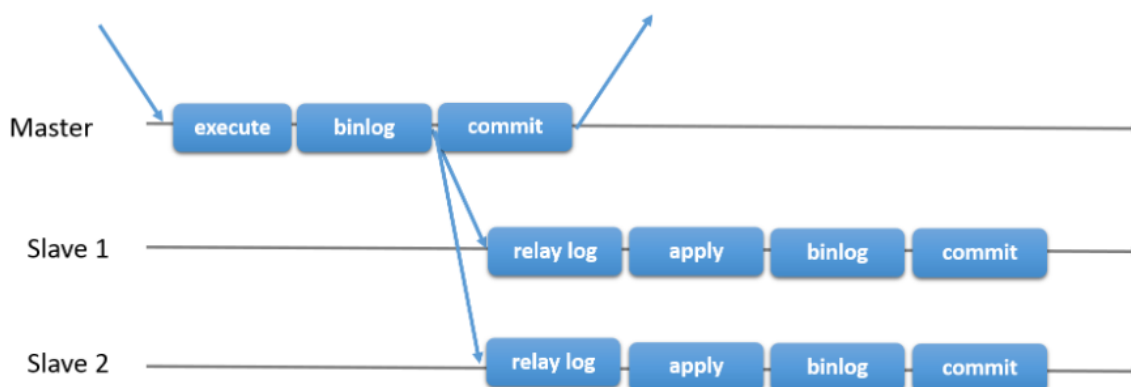 Master execute binlog commit
Slave 1 relay log apply binlog commit
Slave 2 relay log apply binlog commit